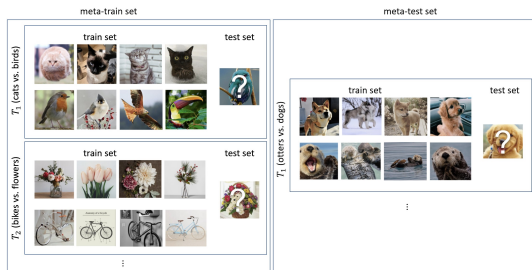 meta-train set
meta-test set
train set
test set
T₁ (cats vs. birds)
?
train set
test set
T₂ (bikes vs. flowers)
?
⋮
train set
test set
T₁ (otters vs. dogs)
?
⋮